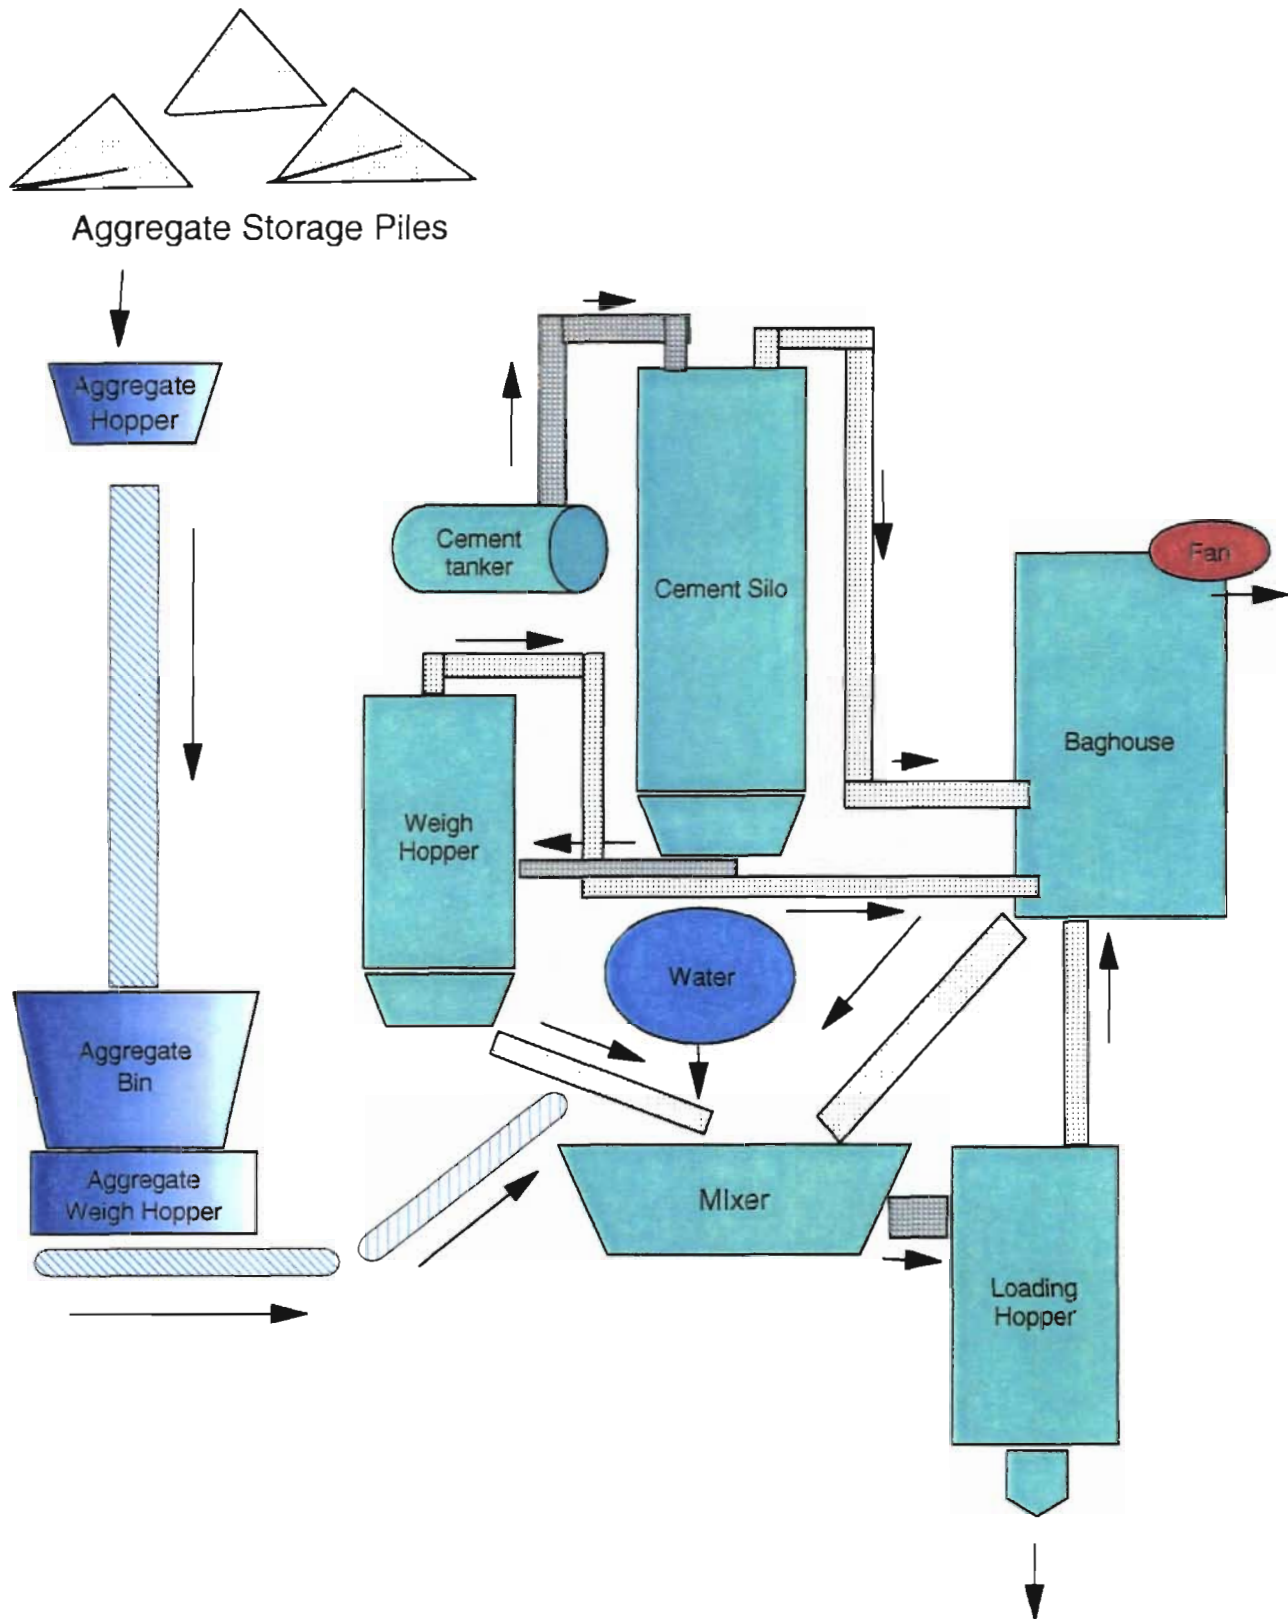 Aggregate Storage Piles
Aggregate
Hopper
Cement
tanker
Cement Silo
Fan
Baghouse
Weigh
Hopper
Water
Aggregate
Bin
Aggregate
Weigh Hopper
MIxer
Loading
Hopper